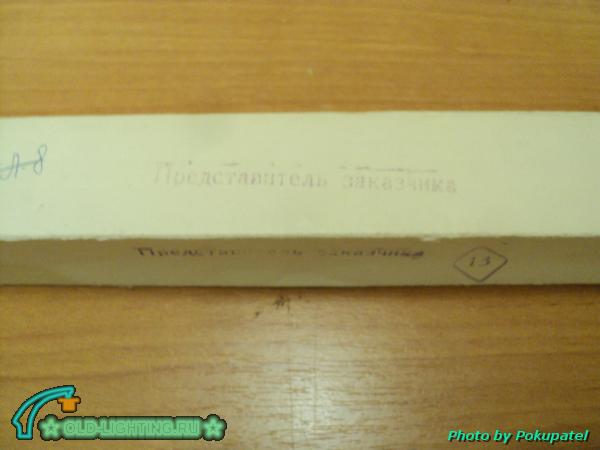 Л-8
Представитель заказчика
Представитель заказчика
13
OLD-LIGHTING.RU
Photo by Pokupatel